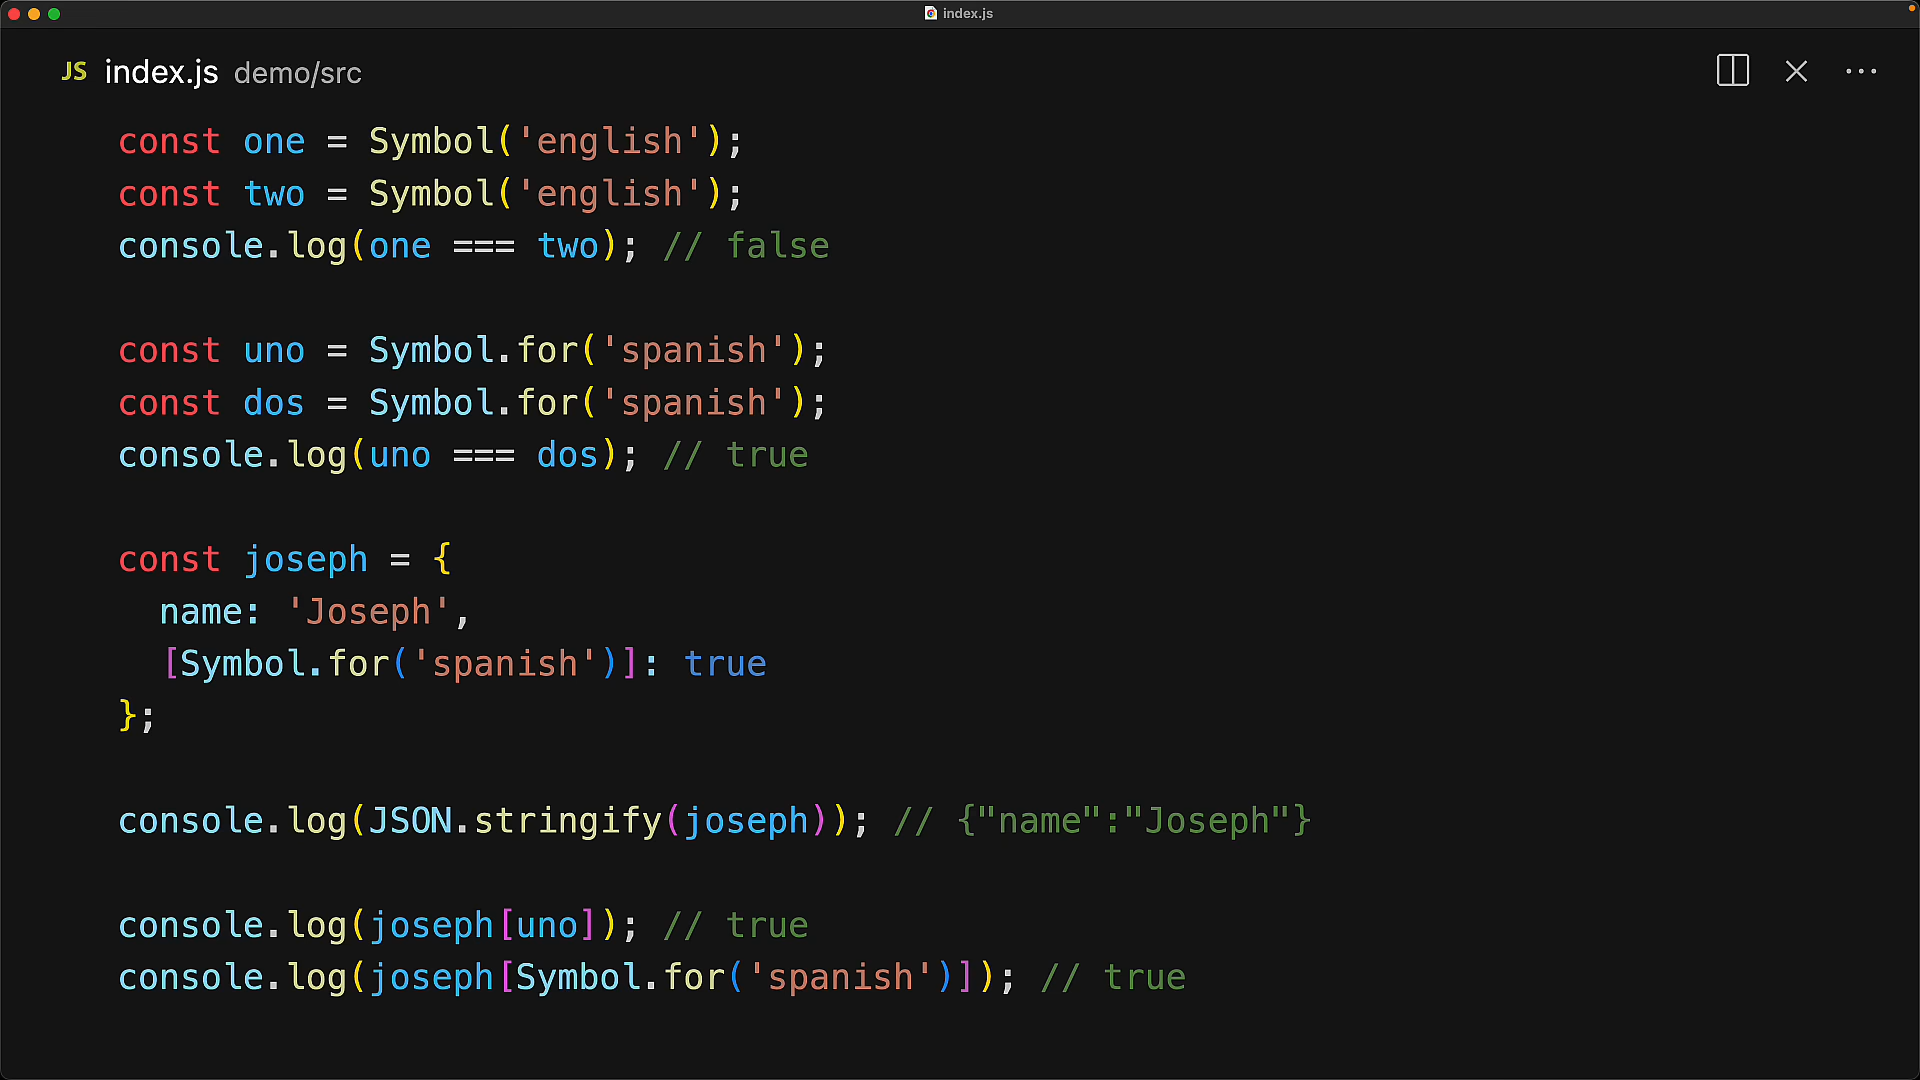 index.js
JS index.js demo/src
const one = Symbol('english');
const two = Symbol('english');
console.log(one === two); // false
const uno = Symbol.for('spanish');
const dos = Symbol.for('spanish');
console.log(uno === dos); // true
const joseph = {
  name: 'Joseph',
  [Symbol.for('spanish')]: true
};
console.log(JSON.stringify(joseph)); // {"name":"Joseph"}
console.log(joseph[uno]); // true
console.log(joseph[Symbol.for('spanish')]); // true